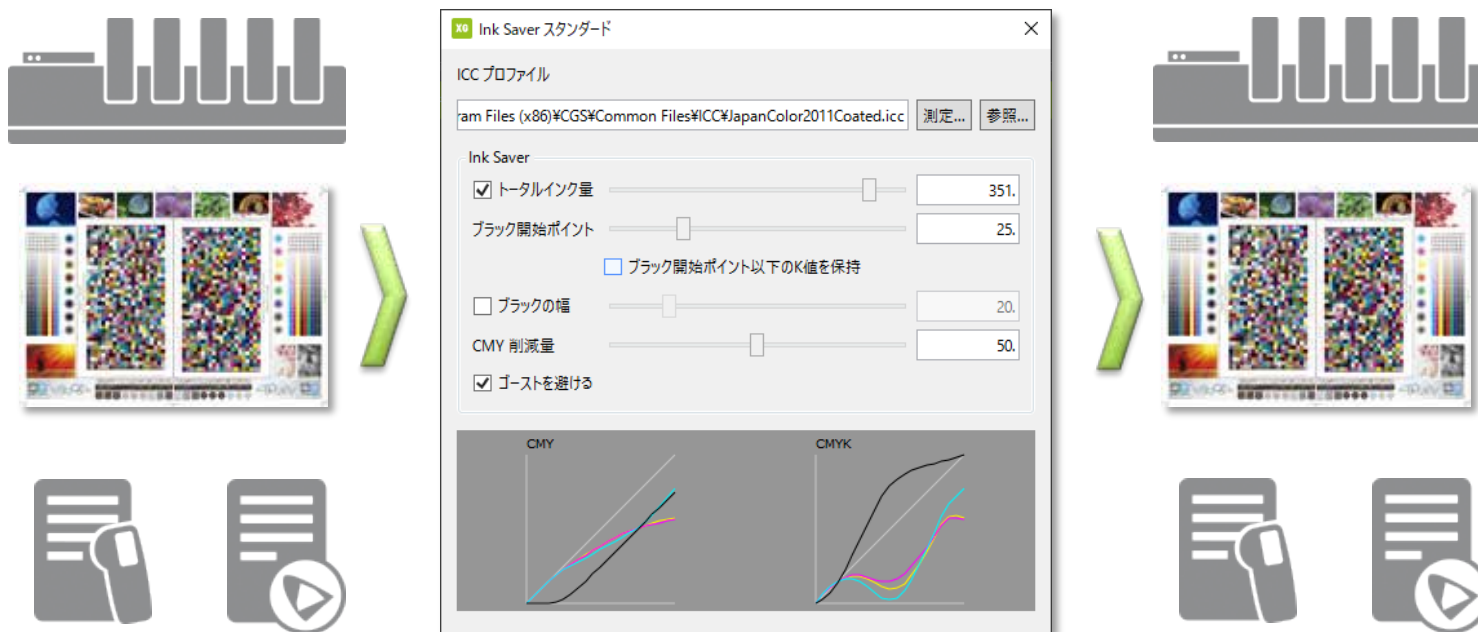 XG Ink Saver スタンダード
ICC プロファイル
ram Files (x86)¥CGS¥Common Files¥ICC¥JapanColor2011Coated.icc 測定... 参照...
Ink Saver
トータルインク量 351.
ブラック開始ポイント 25.
ブラック開始ポイント以下のK値を保持
ブラックの幅 20.
CMY 削減量 50.
ゴーストを避ける
CMY CMYK